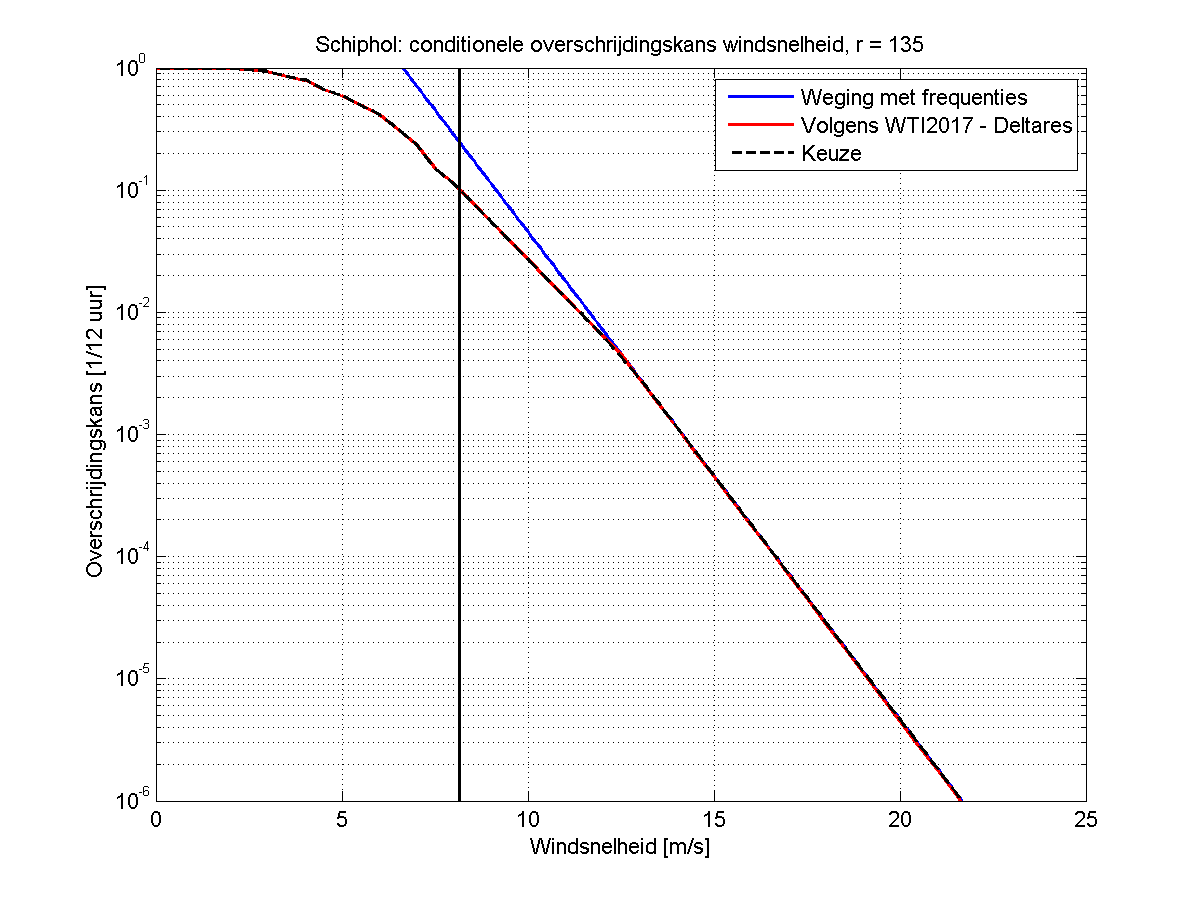 Schiphol: conditionele overschrijdingskans windsnelheid, r = 135
Weging met frequenties
Volgens WTI2017 - Deltares
Keuze
Overschrijdingskans [1/12 uur]
10^0
10^-1
10^-2
10^-3
10^-4
10^-5
10^-6
0 5 10 15 20 25
Windsnelheid [m/s]